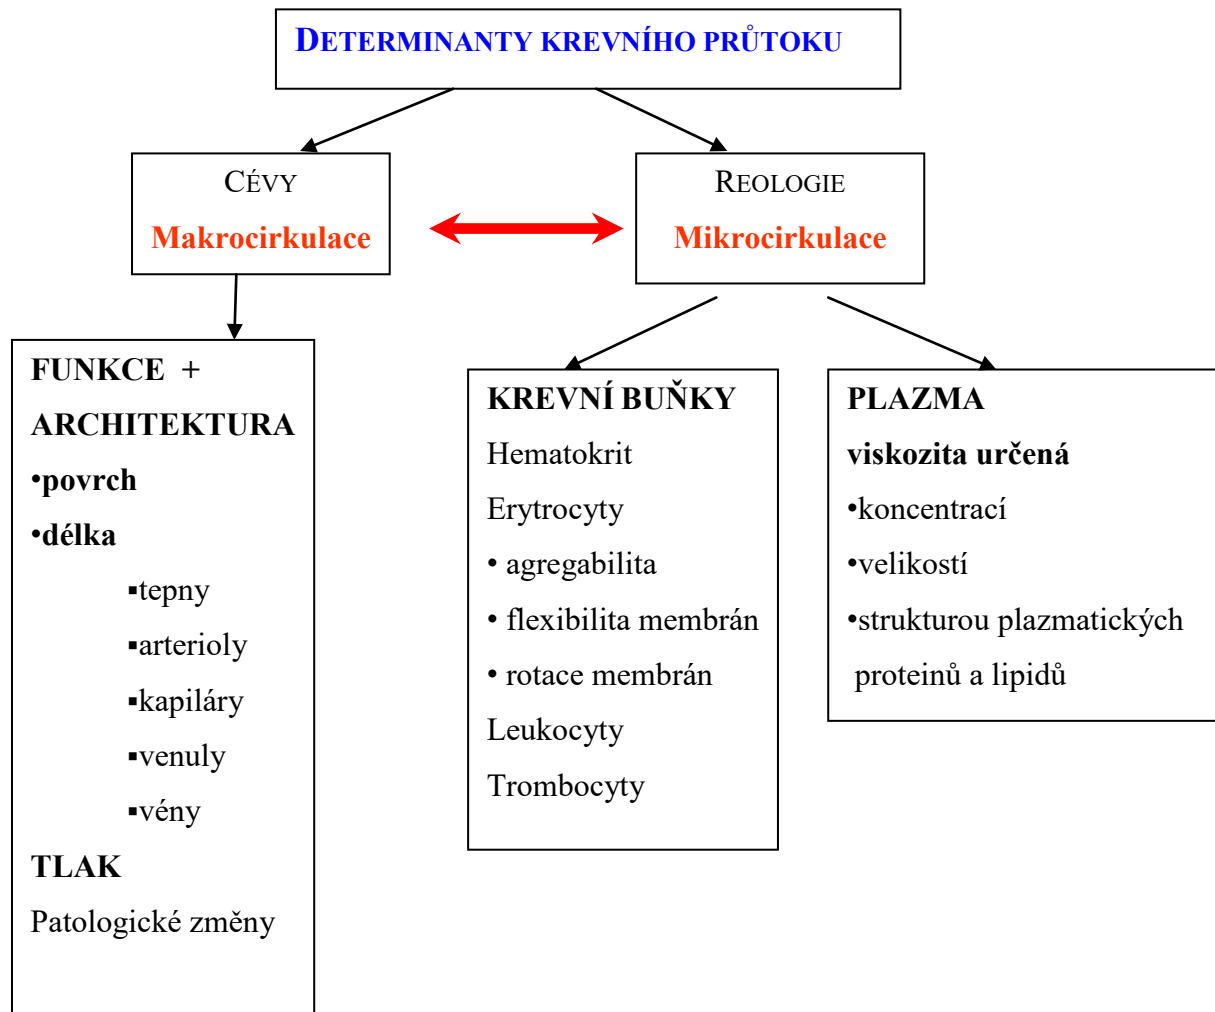 DETERMINANTY KREVNÍHO PRŮTOKU
CÉVY
Makrocirkulace
REOLOGIE
Mikrocirkulace
FUNKCE +
ARCHITEKTURA
•povrch
•délka
▪tepny
▪arterioly
▪kapiláry
▪venuly
▪vény
TLAK
Patologické změny
KREVNÍ BUŇKY
Hematokrit
Erytrocyty
• agregabilita
• flexibilita membrán
• rotace membrán
Leukocyty
Trombocyty
PLAZMA
viskozita určená
•koncentrací
•velikostí
•strukturou plazmatických
proteinů a lipidů